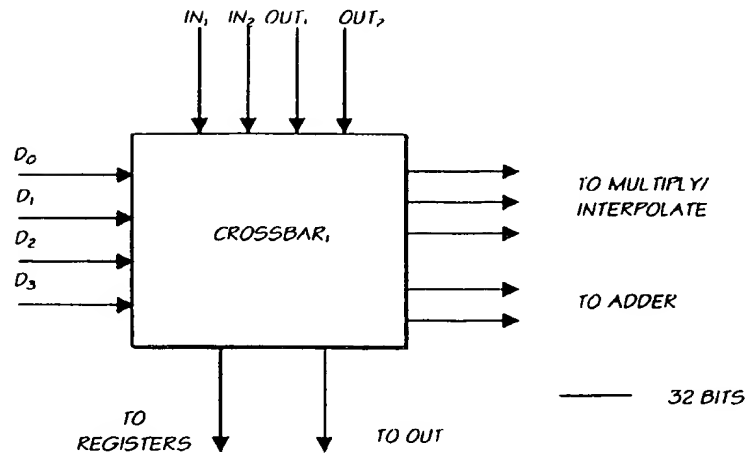 IN₁ IN₂ OUT₁ OUT₂
D₀
D₁
D₂
D₃
CROSSBAR₁
TO MULTIPLY/
INTERPOLATE
TO ADDER
32 BITS
TO
REGISTERS
TO OUT